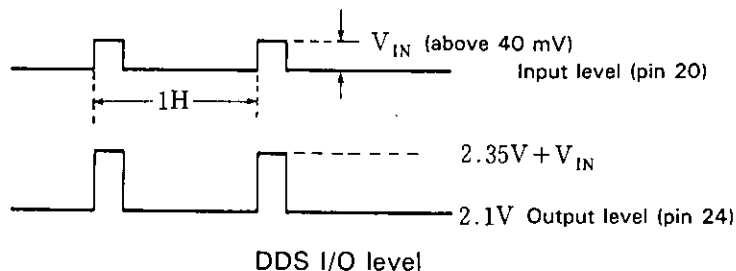 V_IN (above 40 mV)
Input level (pin 20)
1H
2.35V + V_IN
2.1V Output level (pin 24)
DDS I/O level